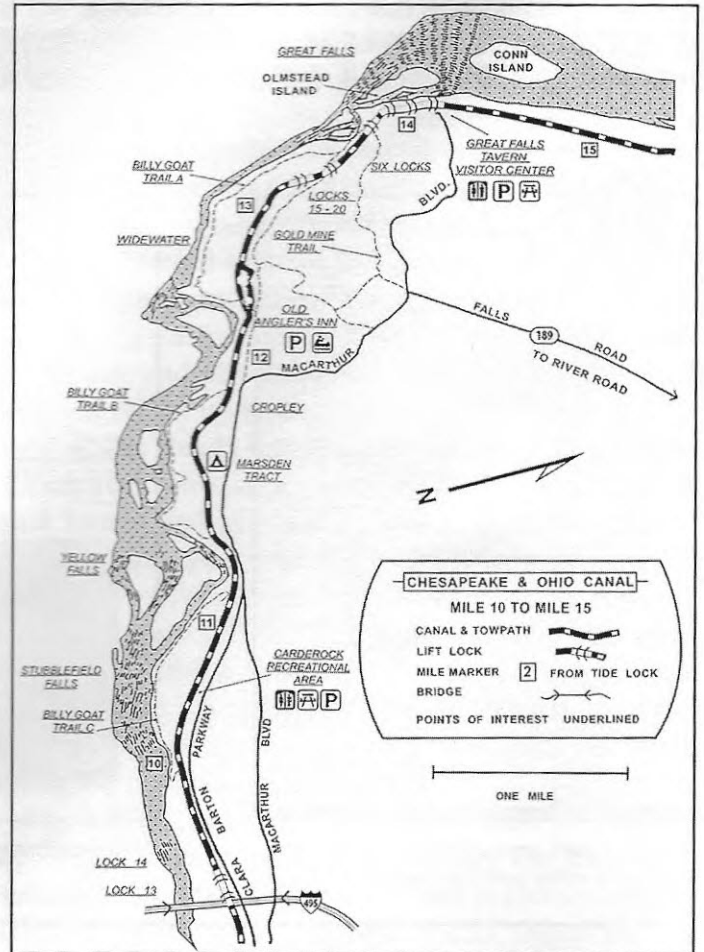 GREAT FALLS
OLMSTEAD
ISLAND
CONN
ISLAND
14
15
GREAT FALLS
TAVERN
VISITOR CENTER
P
BILLY GOAT
TRAIL A
SIX LOCKS
BLVD.
LOCKS
15 - 20
13
WIDEWATER
GOLD MINE
TRAIL
OLD
ANGLER'S INN
P
12
MACARTHUR
FALLS
189
ROAD
TO RIVER ROAD
BILLY GOAT
TRAIL B
CROPLEY
MARSDEN
TRACT
N
YELLOW
FALLS
11
CARDEROCK
RECREATIONAL
AREA
P
STUBBLEFIELD
FALLS
BILLY GOAT
TRAIL C
10
CLARA BARTON PARKWAY
MACARTHUR BLVD
LOCK 14
LOCK 13
495
CHESAPEAKE & OHIO CANAL
MILE 10 TO MILE 15
CANAL & TOWPATH
LIFT LOCK
MILE MARKER 2 FROM TIDE LOCK
BRIDGE
POINTS OF INTEREST UNDERLINED
ONE MILE